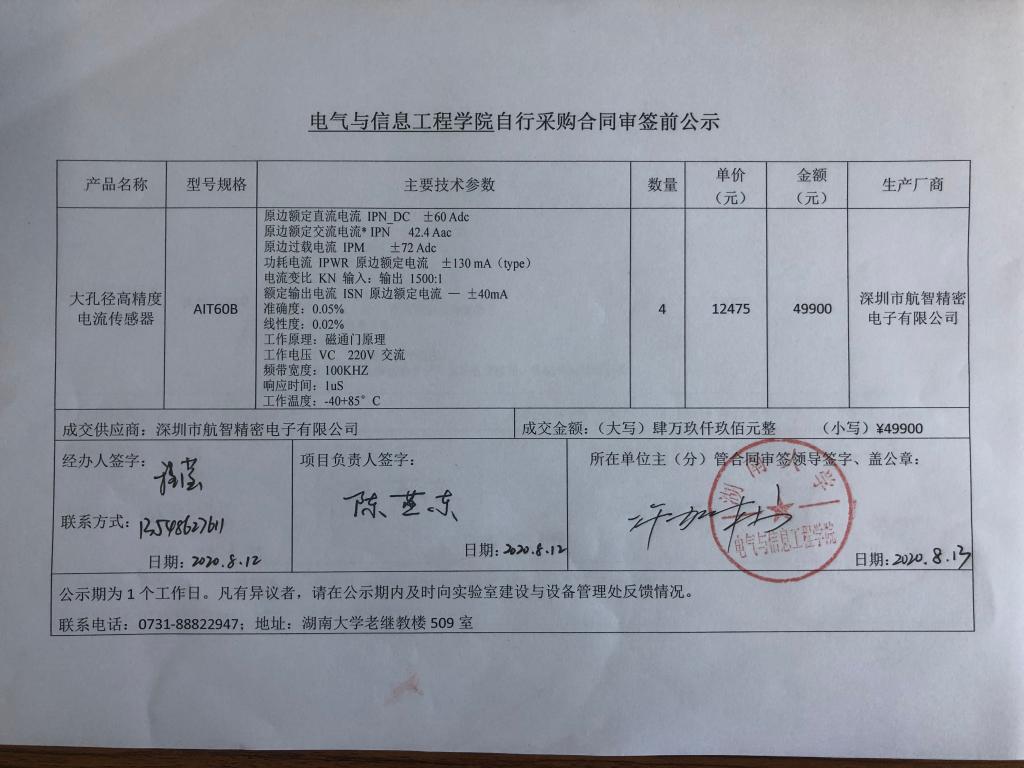 电气与信息工程学院自行采购合同审签前公示
产品名称 型号规格 主要技术参数 数量 单价（元） 金额（元） 生产厂商
大孔径高精度电流传感器 AIT60B
原边额定直流电流 IPN_DC ±60 Adc
原边额定交流电流* IPN 42.4 Aac
原边过载电流 IPM ±72 Adc
功耗电流 IPWR 原边额定电流 ±130 mA（type）
电流变比 KN 输入：输出 1500:1
额定输出电流 ISN 原边额定电流 — ±40mA
准确度：0.05%
线性度：0.02%
工作原理：磁通门原理
工作电压 VC 220V 交流
频带宽度：100KHZ
响应时间：1uS
工作温度：-40+85°C
4 12475 49900 深圳市航智精密电子有限公司
成交供应商：深圳市航智精密电子有限公司 成交金额：（大写）肆万玖仟玖佰元整 （小写）¥49900
经办人签字：
联系方式：13548627611
日期：2020.8.12
项目负责人签字：
陈燕东
日期：2020.8.12
所在单位主（分）管合同审签领导签字、盖公章：
湖南大学
电气与信息工程学院
日期：2020.8.13
公示期为 1 个工作日。凡有异议者，请在公示期内及时向实验室建设与设备管理处反馈情况。
联系电话：0731-88822947；地址：湖南大学老继教楼 509 室